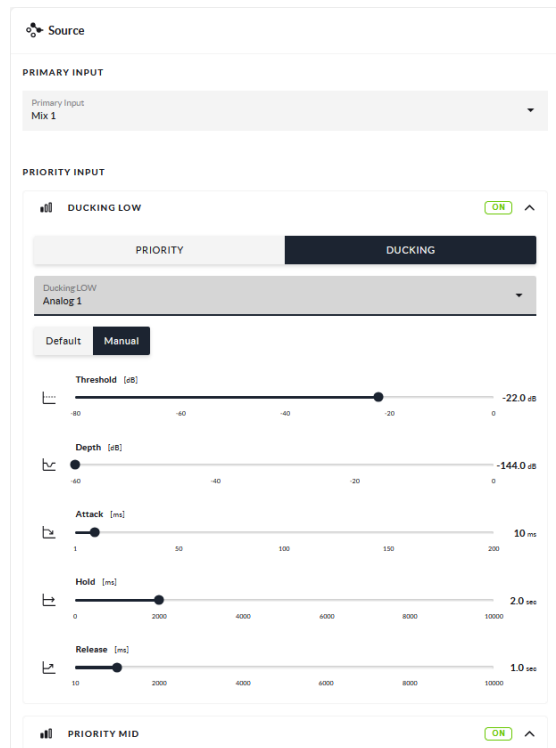 Source
PRIMARY INPUT
Primary Input
Mix 1
PRIORITY INPUT
DUCKING LOW ON
PRIORITY DUCKING
Ducking LOW
Analog 1
Default Manual
Threshold [dB]
-22.0 dB
-80 -60 -40 -20 0
Depth [dB]
-144.0 dB
-60 -40 -20 0
Attack [ms]
10 ms
1 50 100 150 200
Hold [ms]
2.0 sec
0 2000 4000 6000 8000 10000
Release [ms]
1.0 sec
10 2000 4000 6000 8000 10000
PRIORITY MID ON